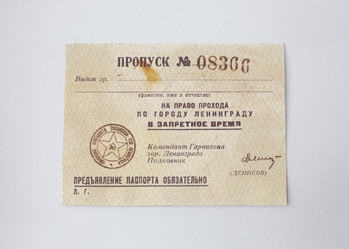 ПРОПУСК № 08366
Выдан гр.
(фамилия, имя и отчество)
НА ПРАВО ПРОХОДА
ПО ГОРОДУ ЛЕНИНГРАДУ
В ЗАПРЕТНОЕ ВРЕМЯ
Комендант Гарнизона
гор. Ленинграда
Полковник
(ДЕНИСОВ)
ПРЕДЪЯВЛЕНИЕ ПАСПОРТА ОБЯЗАТЕЛЬНО
Л. Г.